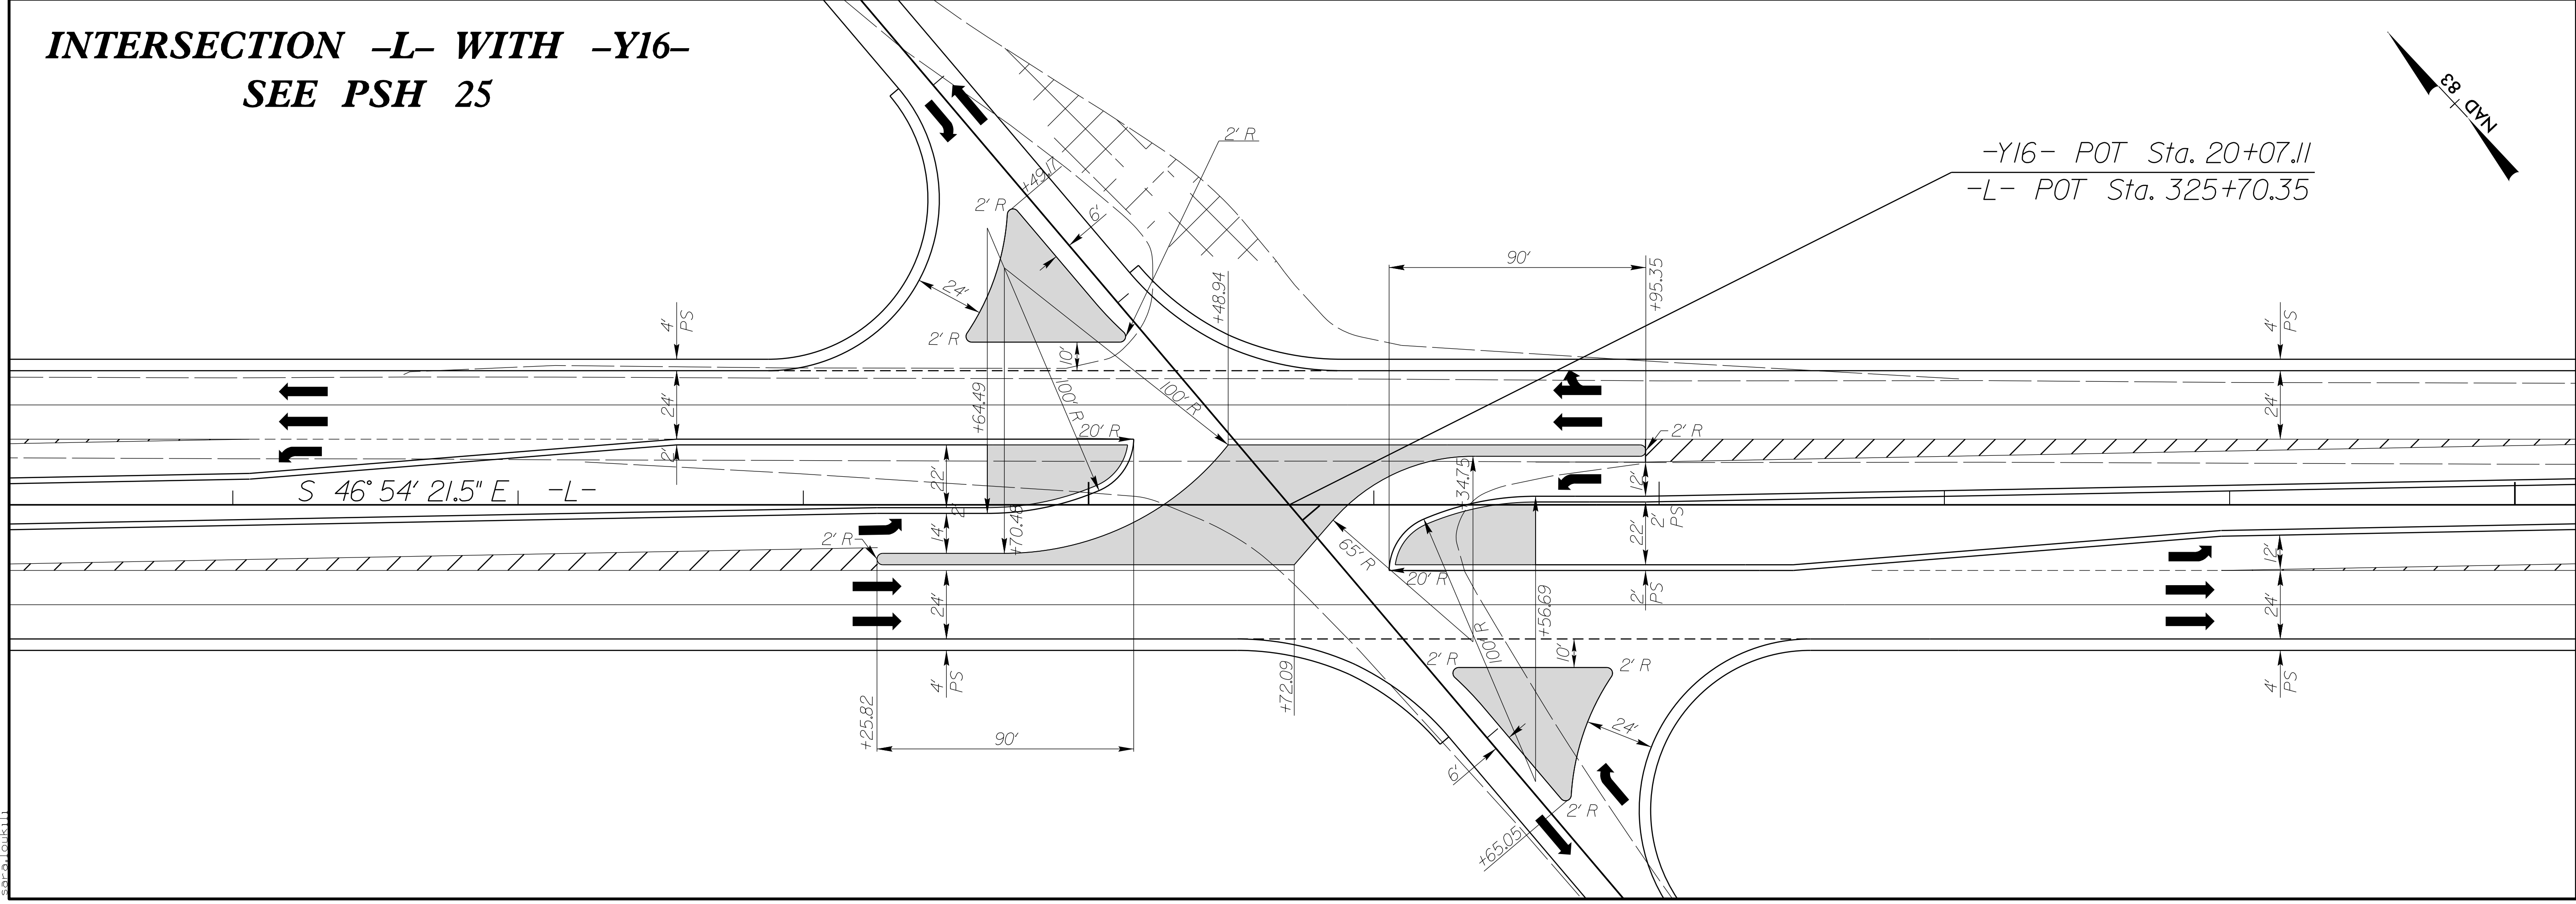 INTERSECTION -L- WITH -Y16-
SEE PSH 25
NAD 83
-Y16- POT Sta. 20+07.11
-L- POT Sta. 325+70.35
2' R
+49.17
2' R
6'
24'
2' R
10'
+48.94
90'
+95.35
4'
PS
4'
PS
24'
100' R
100' R
+64.49
24'
20' R
2' R
2'
22'
S 46° 54' 21.5" E -L-
2'
14'
+70.48
2' R
+34.75
12'
22'
2'
PS
65' R
20' R
12'
24'
+56.69
2'
PS
24'
100' R
10'
2' R
2' R
4'
PS
+72.09
4'
PS
+25.82
90'
24'
6'
2' R
+65.05
sara.loukili